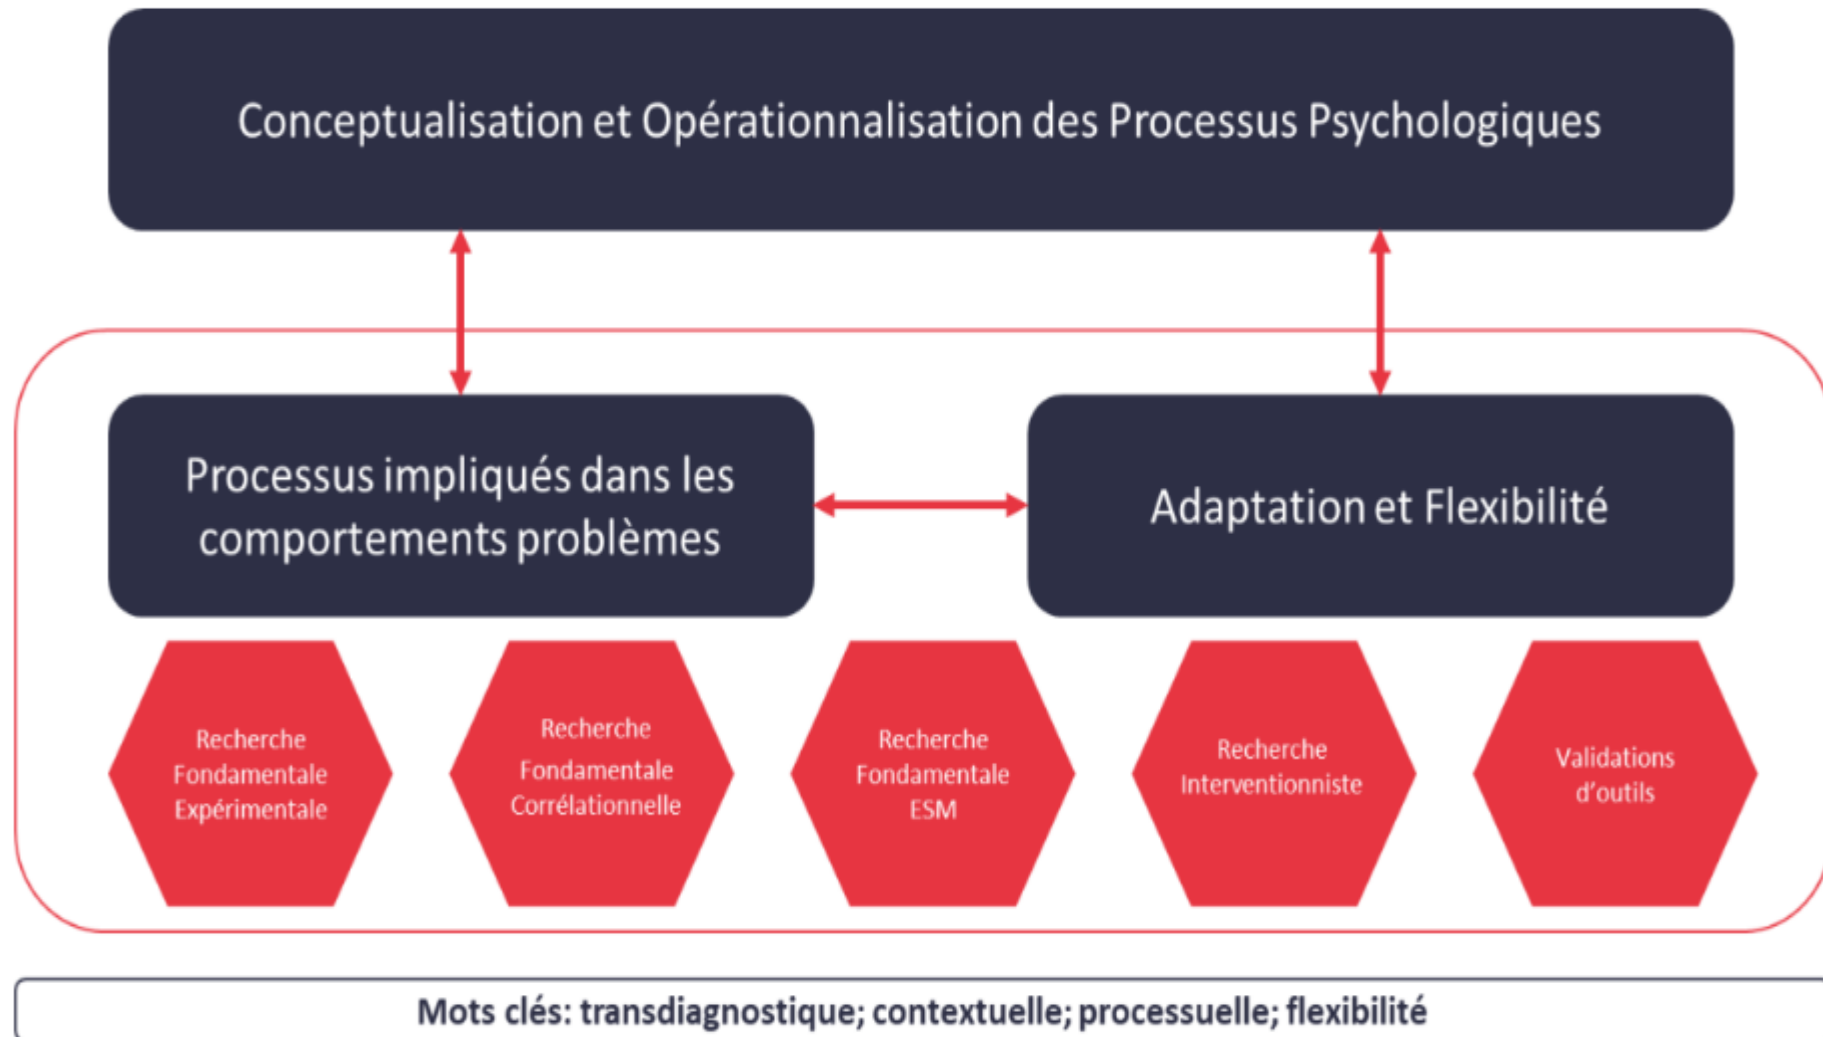 Conceptualisation et Opérationnalisation des Processus Psychologiques
Processus impliqués dans les
comportements problèmes
Adaptation et Flexibilité
Recherche
Fondamentale
Expérimentale
Recherche
Fondamentale
Corrélationnelle
Recherche
Fondamentale
ESM
Recherche
Interventionniste
Validations
d'outils
Mots clés: transdiagnostique; contextuelle; processuelle; flexibilité